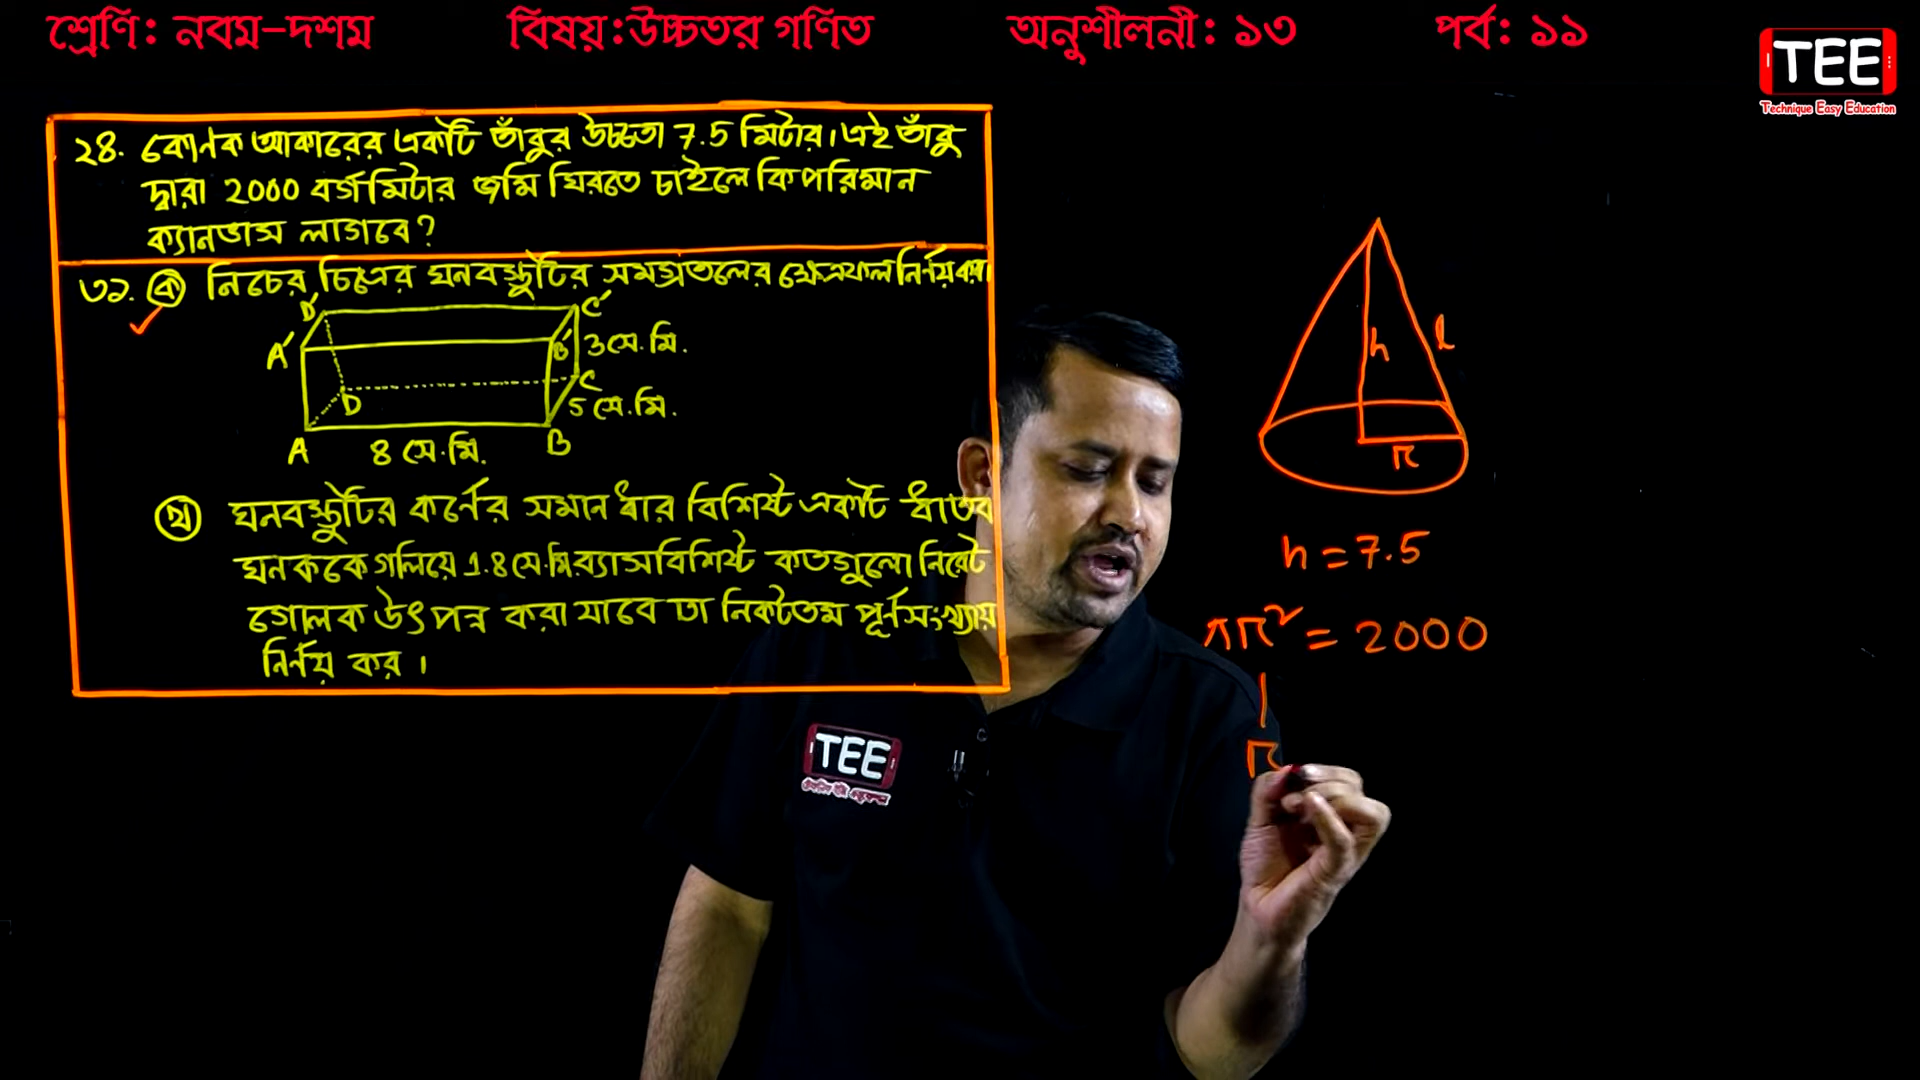 শ্রেণি: নবম-দশম বিষয়:উচ্চতর গণিত অনুশীলনী: ১৩ পর্ব: ১১
TEE
Technique Easy Education
২৪. কোণক আকারের একটি তাঁবুর উচ্চতা 7.5 মিটার। এই তাঁবু
দ্বারা 2000 বর্গমিটার জমি ঘিরতে চাইলে কি পরিমান
ক্যানভাস লাগবে?
৩১. ক নিচের চিত্রের ঘনবস্তুটির সমগ্রতলের ক্ষেত্রফল নির্ণয় কর।
D′ C′
A′ B′ 3 সে. মি.
D C
5 সে. মি.
A 8 সে. মি. B
খ ঘনবস্তুটির কর্ণের সমান ধার বিশিষ্ট একটি ধাতব
ঘনককে গলিয়ে 1.8 সে. মি. ব্যাসবিশিষ্ট কতগুলো নিরেট
গোলক উৎপন্ন করা যাবে তা নিকটতম পূর্ণসংখ্যায়
নির্ণয় কর।
h l
r
h = 7.5
πr² = 2000
r
TEE